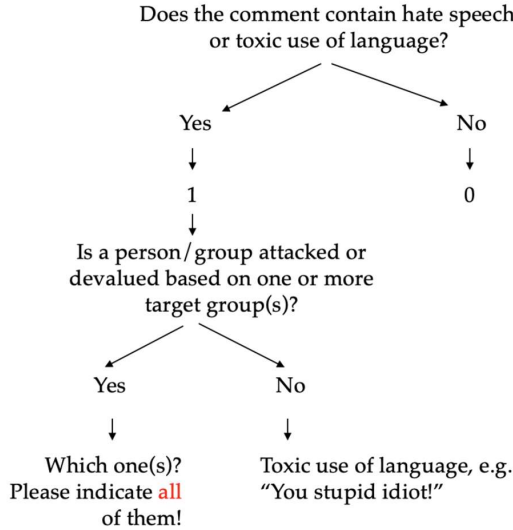 Does the comment contain hate speech
or toxic use of language?
Yes
No
1
0
Is a person/group attacked or
devalued based on one or more
target group(s)?
Yes
No
Which one(s)?
Please indicate all
of them!
Toxic use of language, e.g.
“You stupid idiot!”